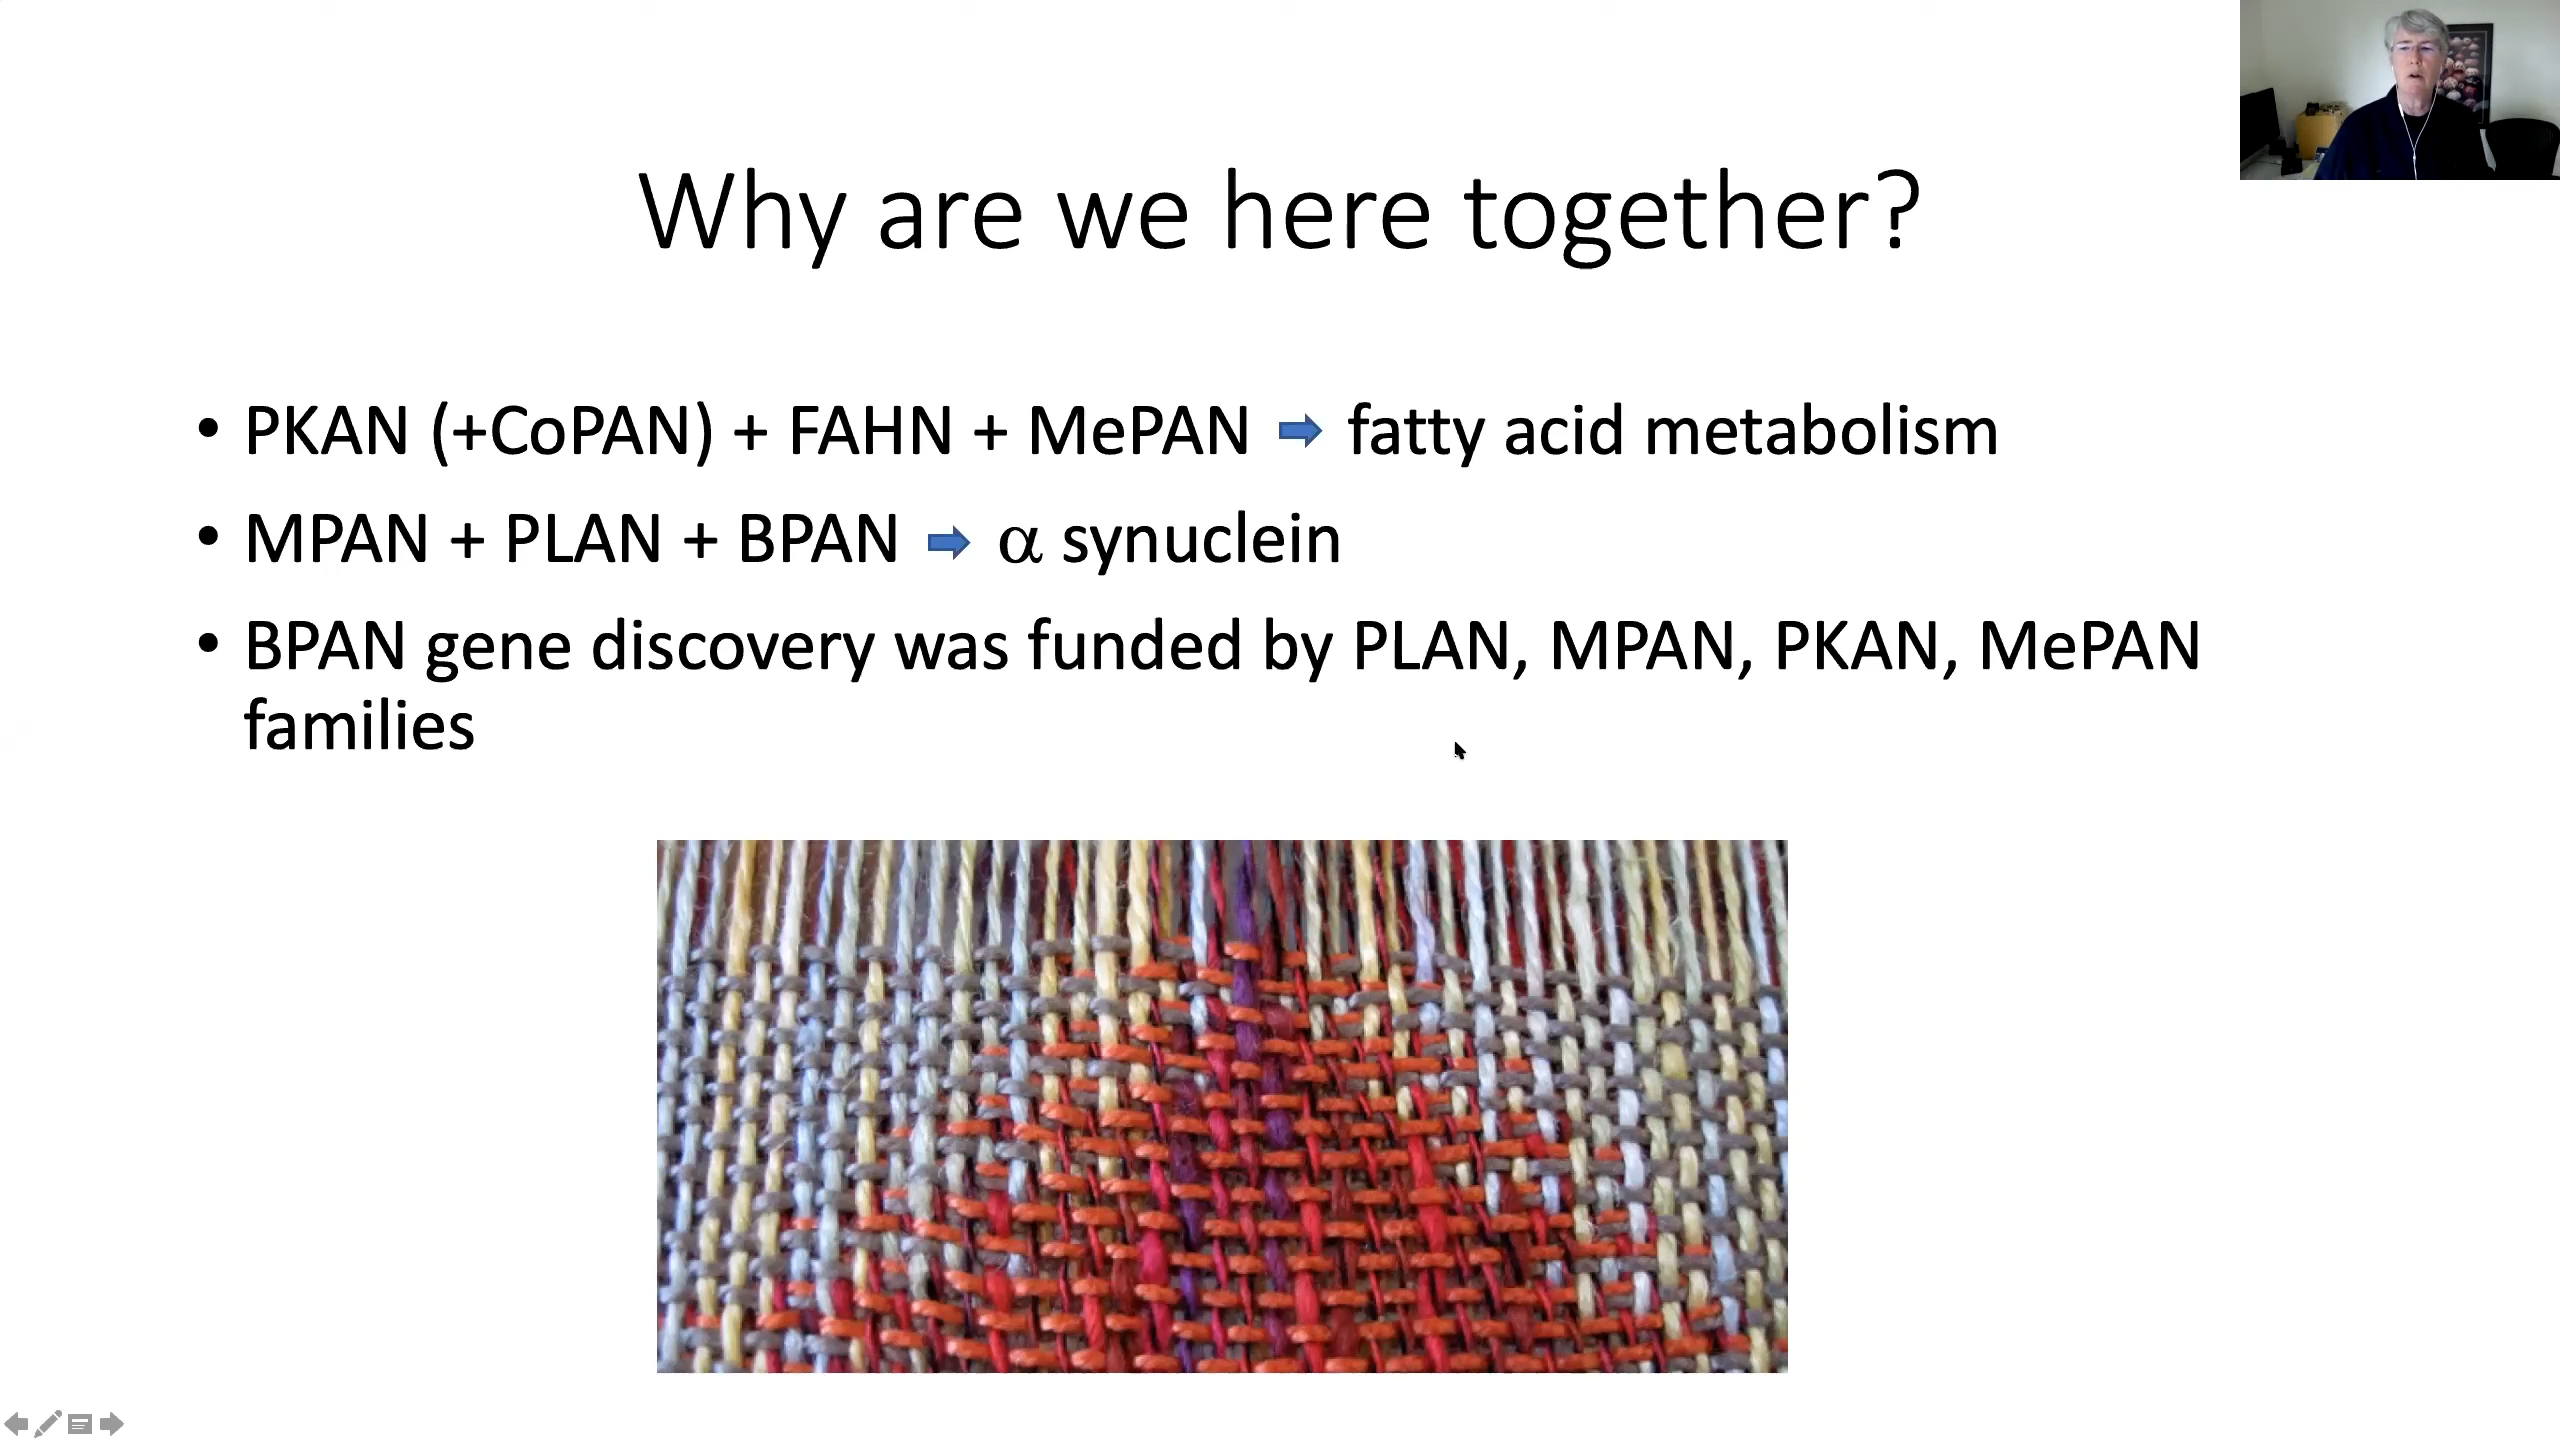 Why are we here together?
• PKAN (+CoPAN) + FAHN + MePAN ➡ fatty acid metabolism
• MPAN + PLAN + BPAN ➡ α synuclein
• BPAN gene discovery was funded by PLAN, MPAN, PKAN, MePAN
families